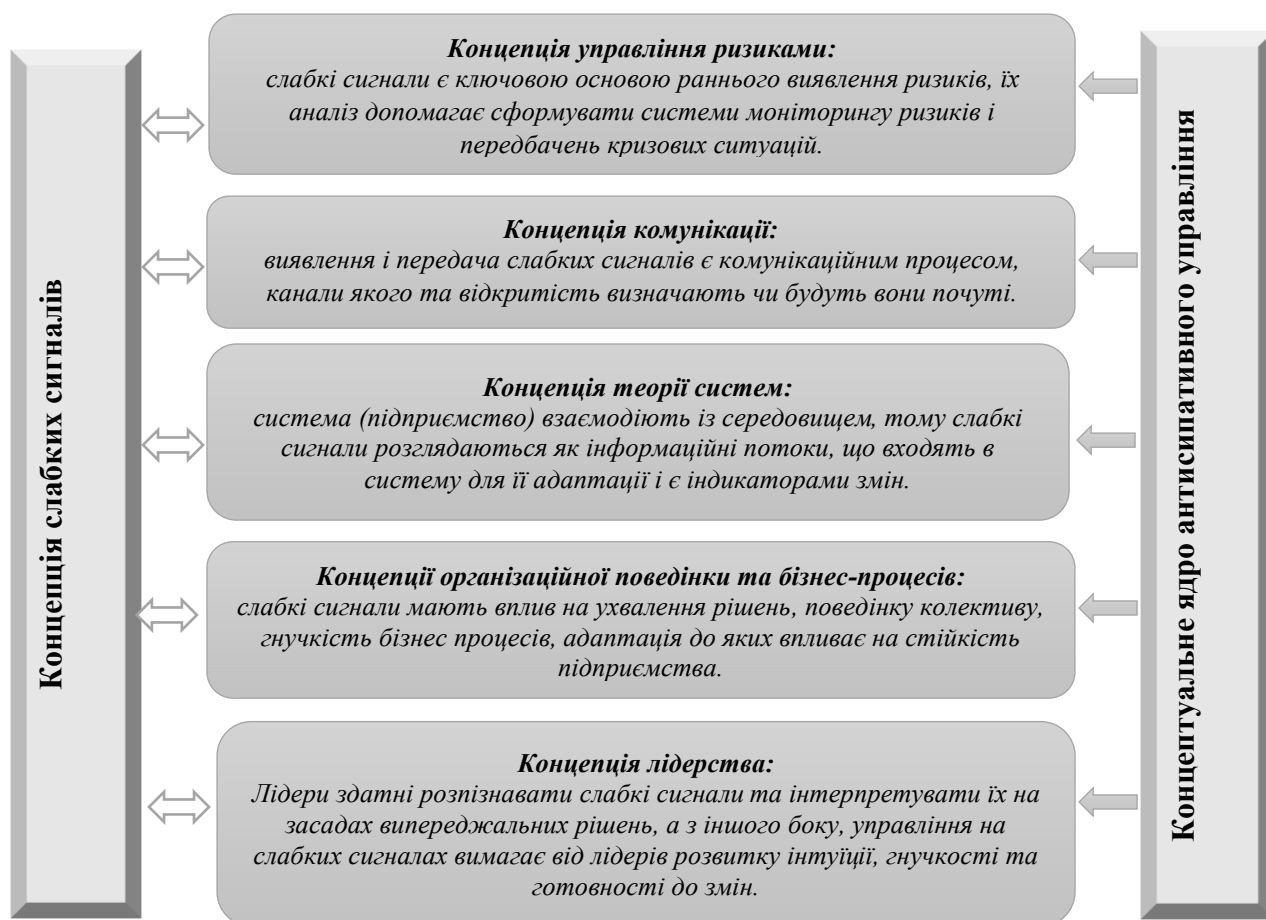 Концепція слабких сигналів
Концепція управління ризиками:
слабкі сигнали є ключовою основою раннього виявлення ризиків, їх
аналіз допомагає сформувати системи моніторингу ризиків і
передбачень кризових ситуацій.
Концепція комунікації:
виявлення і передача слабких сигналів є комунікаційним процесом,
канали якого та відкритість визначають чи будуть вони почуті.
Концепція теорії систем:
система (підприємство) взаємодіють із середовищем, тому слабкі
сигнали розглядаються як інформаційні потоки, що входять в
систему для її адаптації і є індикаторами змін.
Концепції організаційної поведінки та бізнес-процесів:
слабкі сигнали мають вплив на ухвалення рішень, поведінку колективу,
гнучкість бізнес процесів, адаптація до яких впливає на стійкість
підприємства.
Концепція лідерства:
Лідери здатні розпізнавати слабкі сигнали та інтерпретувати їх на
засадах випереджальних рішень, а з іншого боку, управління на
слабких сигналах вимагає від лідерів розвитку інтуїції, гнучкості та
готовності до змін.
Концептуальне ядро антисипативного управління